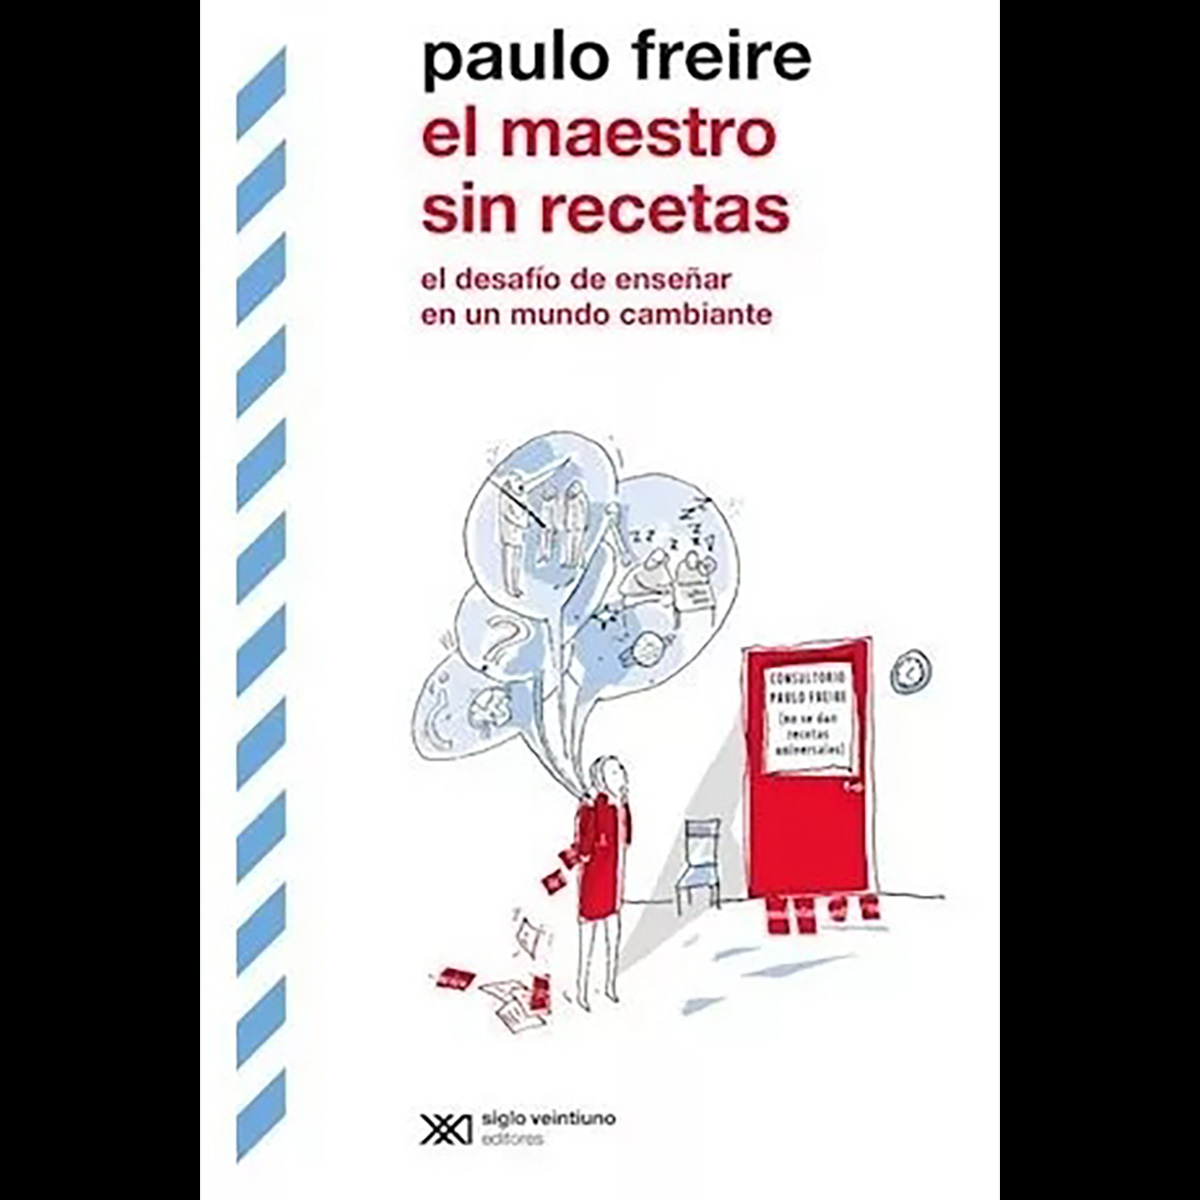 paulo freire
el maestro
sin recetas
el desafío de enseñar
en un mundo cambiante
z z z z
z z z
CONSULTORIO
PAULO FREIRE
(no se dan
recetas
universales)
siglo veintiuno
editores